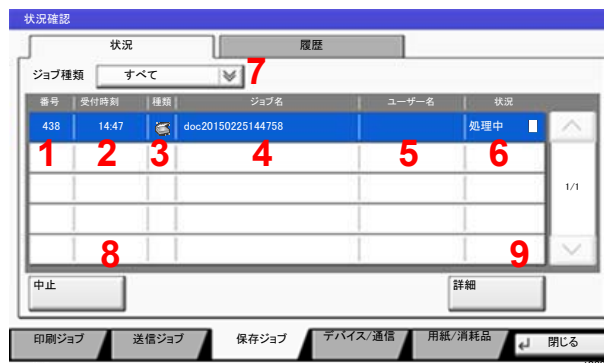 状況確認
状況 履歴
ジョブ種類 すべて 7
番号 受付時刻 種類 ジョブ名 ユーザー名 状況
438 14:47 doc20150225144758 処理中
1 2 3 4 5 6
1/1
8 9
中止 詳細
印刷ジョブ 送信ジョブ 保存ジョブ デバイス/通信 用紙/消耗品 閉じる